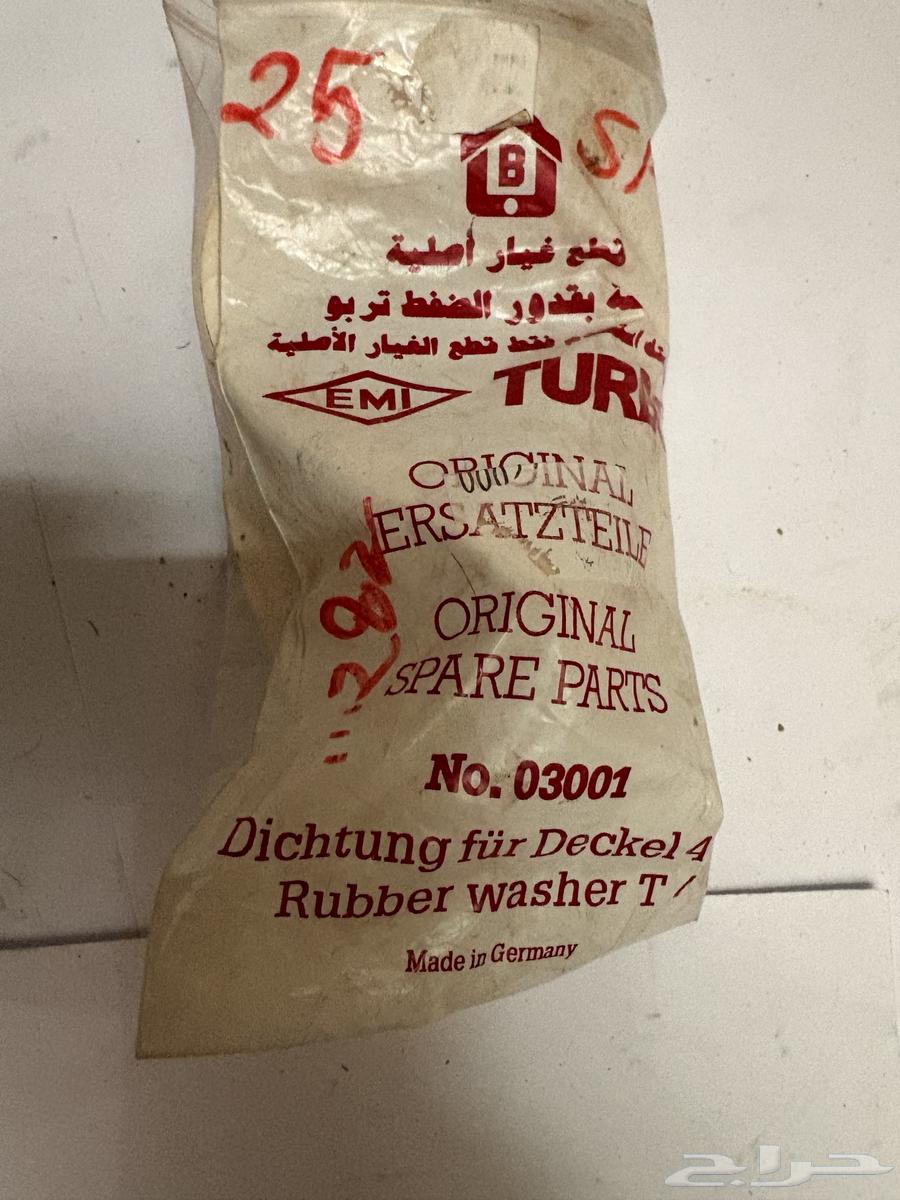 25
B
قطع غيار أصلية
بقدور الضغط تربو
فقط قطع الغيار الأصلية
EMI
TURB
ORIGINAL
ERSATZTEILE
ORIGINAL
SPARE PARTS
No. 03001
Dichtung für Deckel 4
Rubber washer T
Made in Germany
حراج